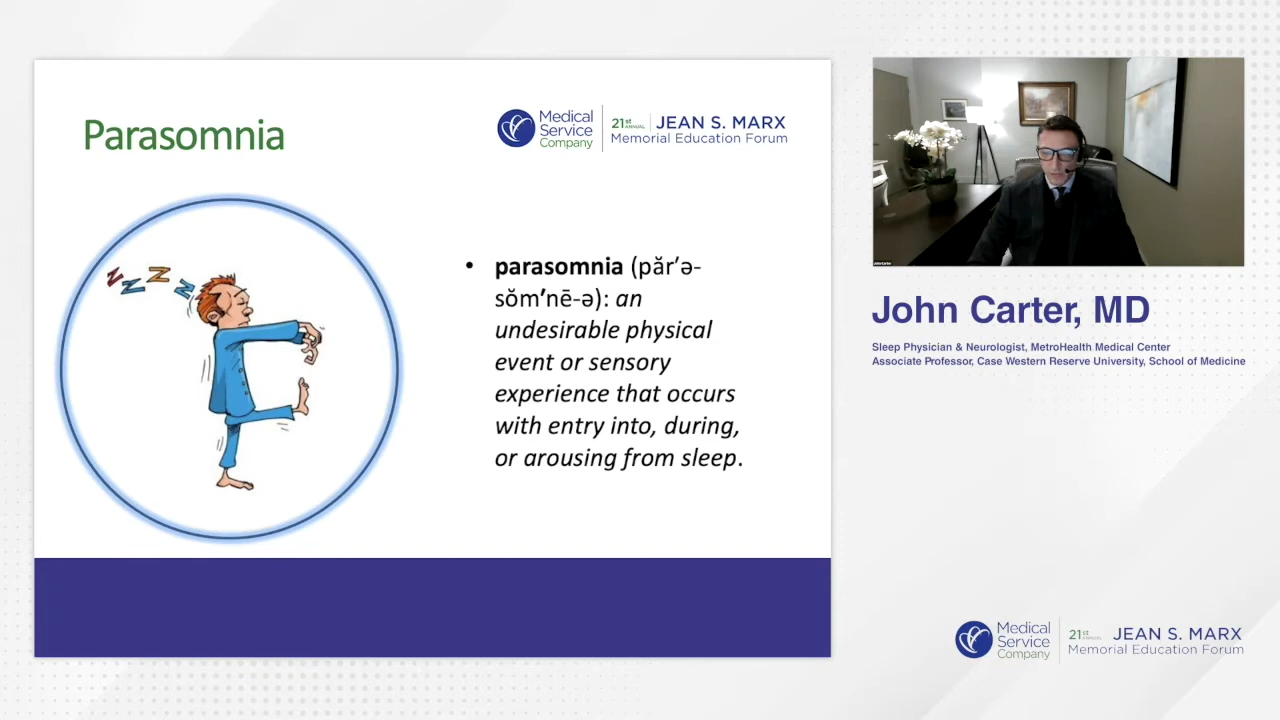 Parasomnia
Medical
Service
Company
21st
ANNUAL
JEAN S. MARX
Memorial Education Forum
Z Z Z Z
• parasomnia (păr′ə-
sŏm′nē-ə): an
undesirable physical
event or sensory
experience that occurs
with entry into, during,
or arousing from sleep.
John Carter
John Carter, MD
Sleep Physician & Neurologist, MetroHealth Medical Center
Associate Professor, Case Western Reserve University, School of Medicine
Medical
Service
Company
21st
ANNUAL
JEAN S. MARX
Memorial Education Forum